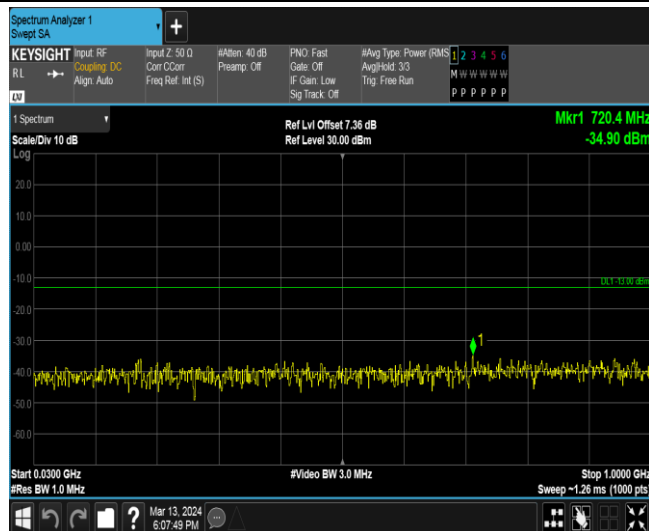 Spectrum Analyzer 1
Swept SA
+
KEYSIGHT
RL
Input: RF
Coupling: DC
Align: Auto
Input Z: 50 Ω
Corr CCorr
Freq Ref: Int (S)
#Atten: 40 dB
Preamp: Off
PNO: Fast
Gate: Off
IF Gain: Low
Sig Track: Off
#Avg Type: Power (RMS
Avg|Hold: 3/3
Trig: Free Run
1 2 3 4 5 6
M W W W W W
P P P P P P
1 Spectrum
Scale/Div 10 dB
Log
Ref Lvl Offset 7.36 dB
Ref Level 30.00 dBm
Mkr1 720.4 MHz
-34.90 dBm
20.0
10.0
0.00
-10.0
DL1 -13.00 dBm
-20.0
-30.0
1
-40.0
-50.0
-60.0
Start 0.0300 GHz
#Res BW 1.0 MHz
#Video BW 3.0 MHz
Stop 1.0000 GHz
Sweep ~1.26 ms (1000 pts)
?
Mar 13, 2024
6:07:49 PM